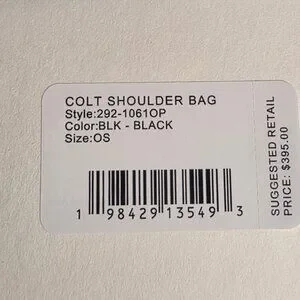 COLT SHOULDER BAG
Style:292-1061OP
Color:BLK - BLACK
Size:OS
1 98429 13549 3
SUGGESTED RETAIL
PRICE: $395.00